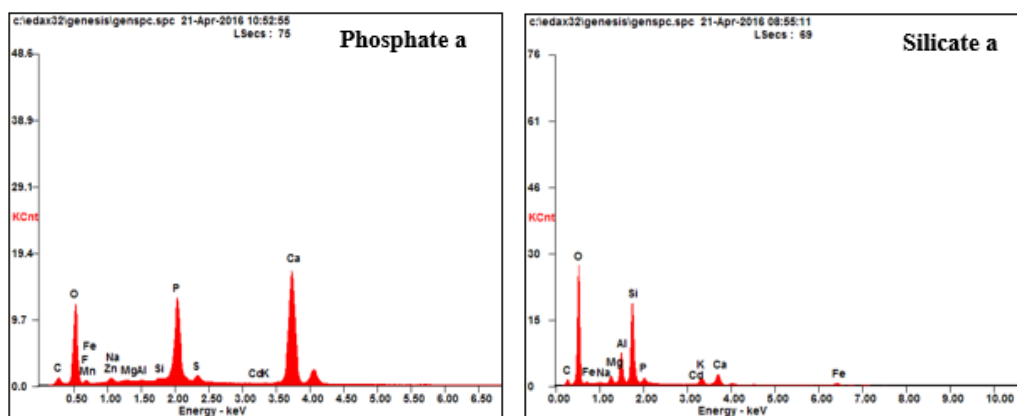 c:\edax32\genesis\genspc.spc 21-Apr-2016 10:52:55
LSecs : 75
Phosphate a
48.6
38.9
29.1
KCnt
19.4
9.7
0.0
C
O
Fe
F
Mn
Na
Zn
Mg Al
Si
P
S
Cd K
Ca
0.50 1.00 1.50 2.00 2.50 3.00 3.50 4.00 4.50 5.00 5.50 6.00 6.50
Energy - keV
c:\edax32\genesis\genspc.spc 21-Apr-2016 08:55:11
LSecs : 69
Silicate a
76
61
46
KCnt
30
15
0
C
O
Fe
Na
Mg
Al
Si
P
K
Cd
Ca
Fe
0.00 1.00 2.00 3.00 4.00 5.00 6.00 7.00 8.00 9.00 10.00
Energy - keV